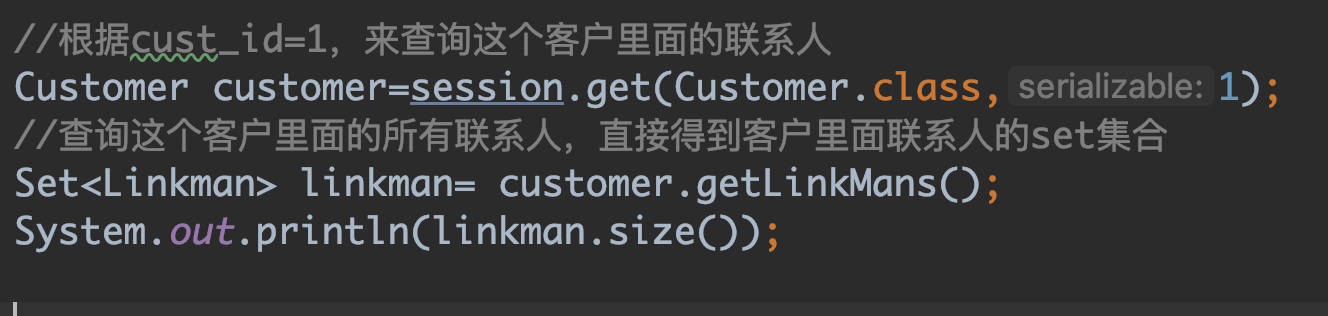 //根据cust_id=1，来查询这个客户里面的联系人
Customer customer=session.get(Customer.class, serializable: 1);
//查询这个客户里面的所有联系人，直接得到客户里面联系人的set集合
Set<Linkman> linkman= customer.getLinkMans();
System.out.println(linkman.size());